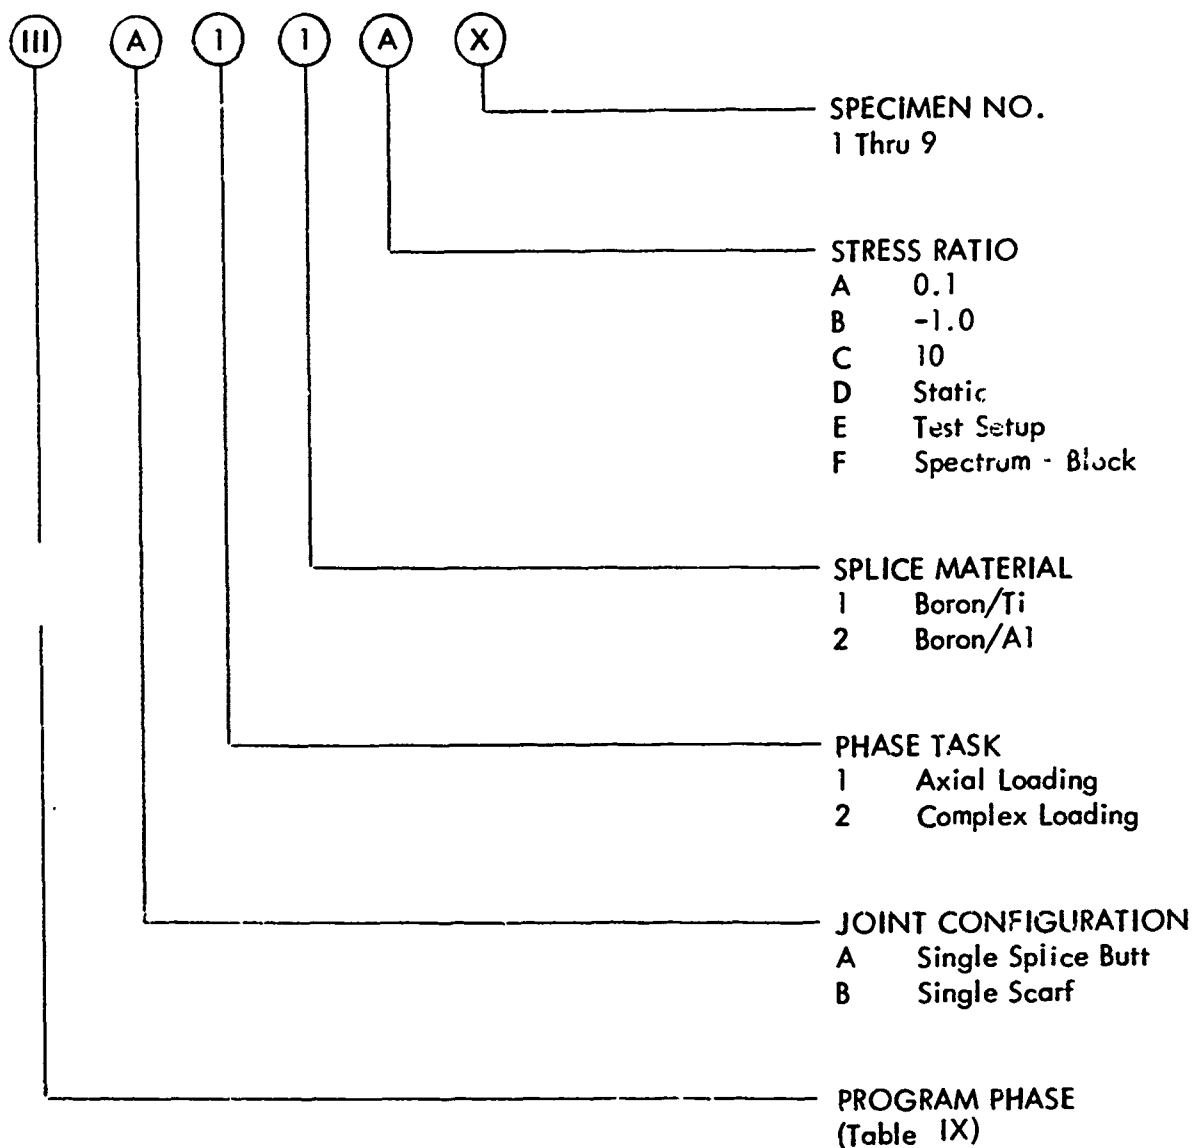 III A 1 1 A X
SPECIMEN NO.
1 Thru 9
STRESS RATIO
A 0.1
B -1.0
C 10
D Static
E Test Setup
F Spectrum - Block
SPLICE MATERIAL
1 Boron/Ti
2 Boron/Al
PHASE TASK
1 Axial Loading
2 Complex Loading
JOINT CONFIGURATION
A Single Splice Butt
B Single Scarf
PROGRAM PHASE
(Table IX)